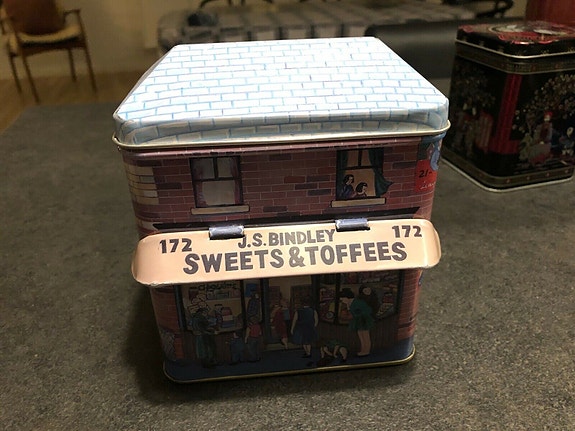 172 J.S. BINDLEY 172
SWEETS & TOFFEES